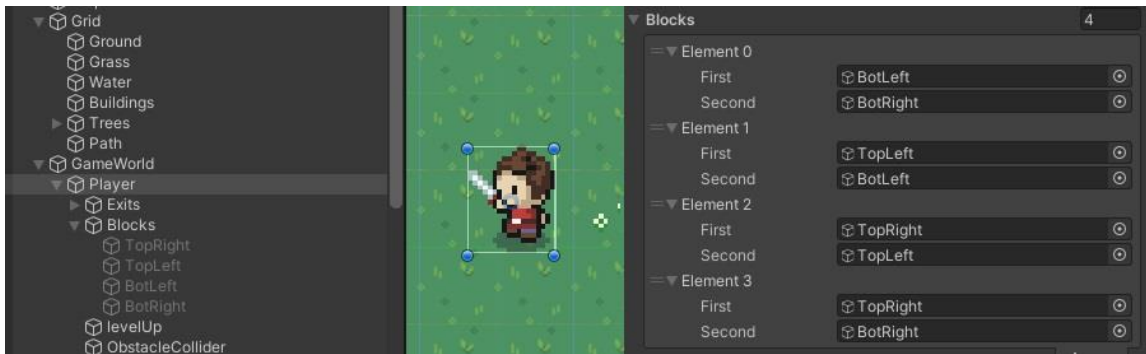 Grid
Ground
Grass
Water
Buildings
Trees
Path
GameWorld
Player
Exits
Blocks
TopRight
TopLeft
BotLeft
BotRight
levelUp
ObstacleCollider
Blocks 4
Element 0
First BotLeft
Second BotRight
Element 1
First TopLeft
Second BotLeft
Element 2
First TopRight
Second TopLeft
Element 3
First TopRight
Second BotRight